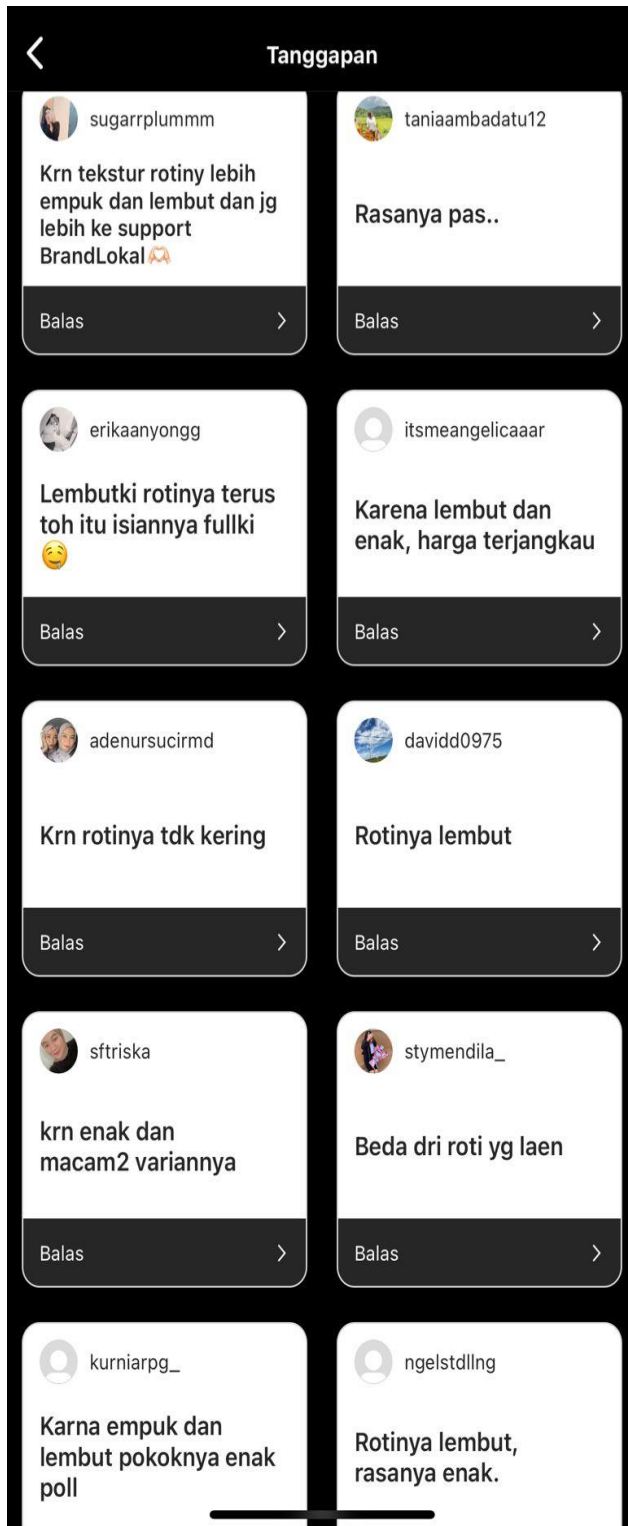 Tanggapan
sugarrplummm
Krn tekstur rotiny lebih
empuk dan lembut dan jg
lebih ke support
BrandLokal🫶🏻
Balas
taniaambadatu12
Rasanya pas..
Balas
erikaanyongg
Lembutki rotinya terus
toh itu isiannya fullki
🤤
Balas
itsmeangelicaaar
Karena lembut dan
enak, harga terjangkau
Balas
adenursucirmd
Krn rotinya tdk kering
Balas
davidd0975
Rotinya lembut
Balas
sftriska
krn enak dan
macam2 variannya
Balas
stymendila_
Beda dri roti yg laen
Balas
kurniarpg_
Karna empuk dan
lembut pokoknya enak
poll
ngelstdllng
Rotinya lembut,
rasanya enak.